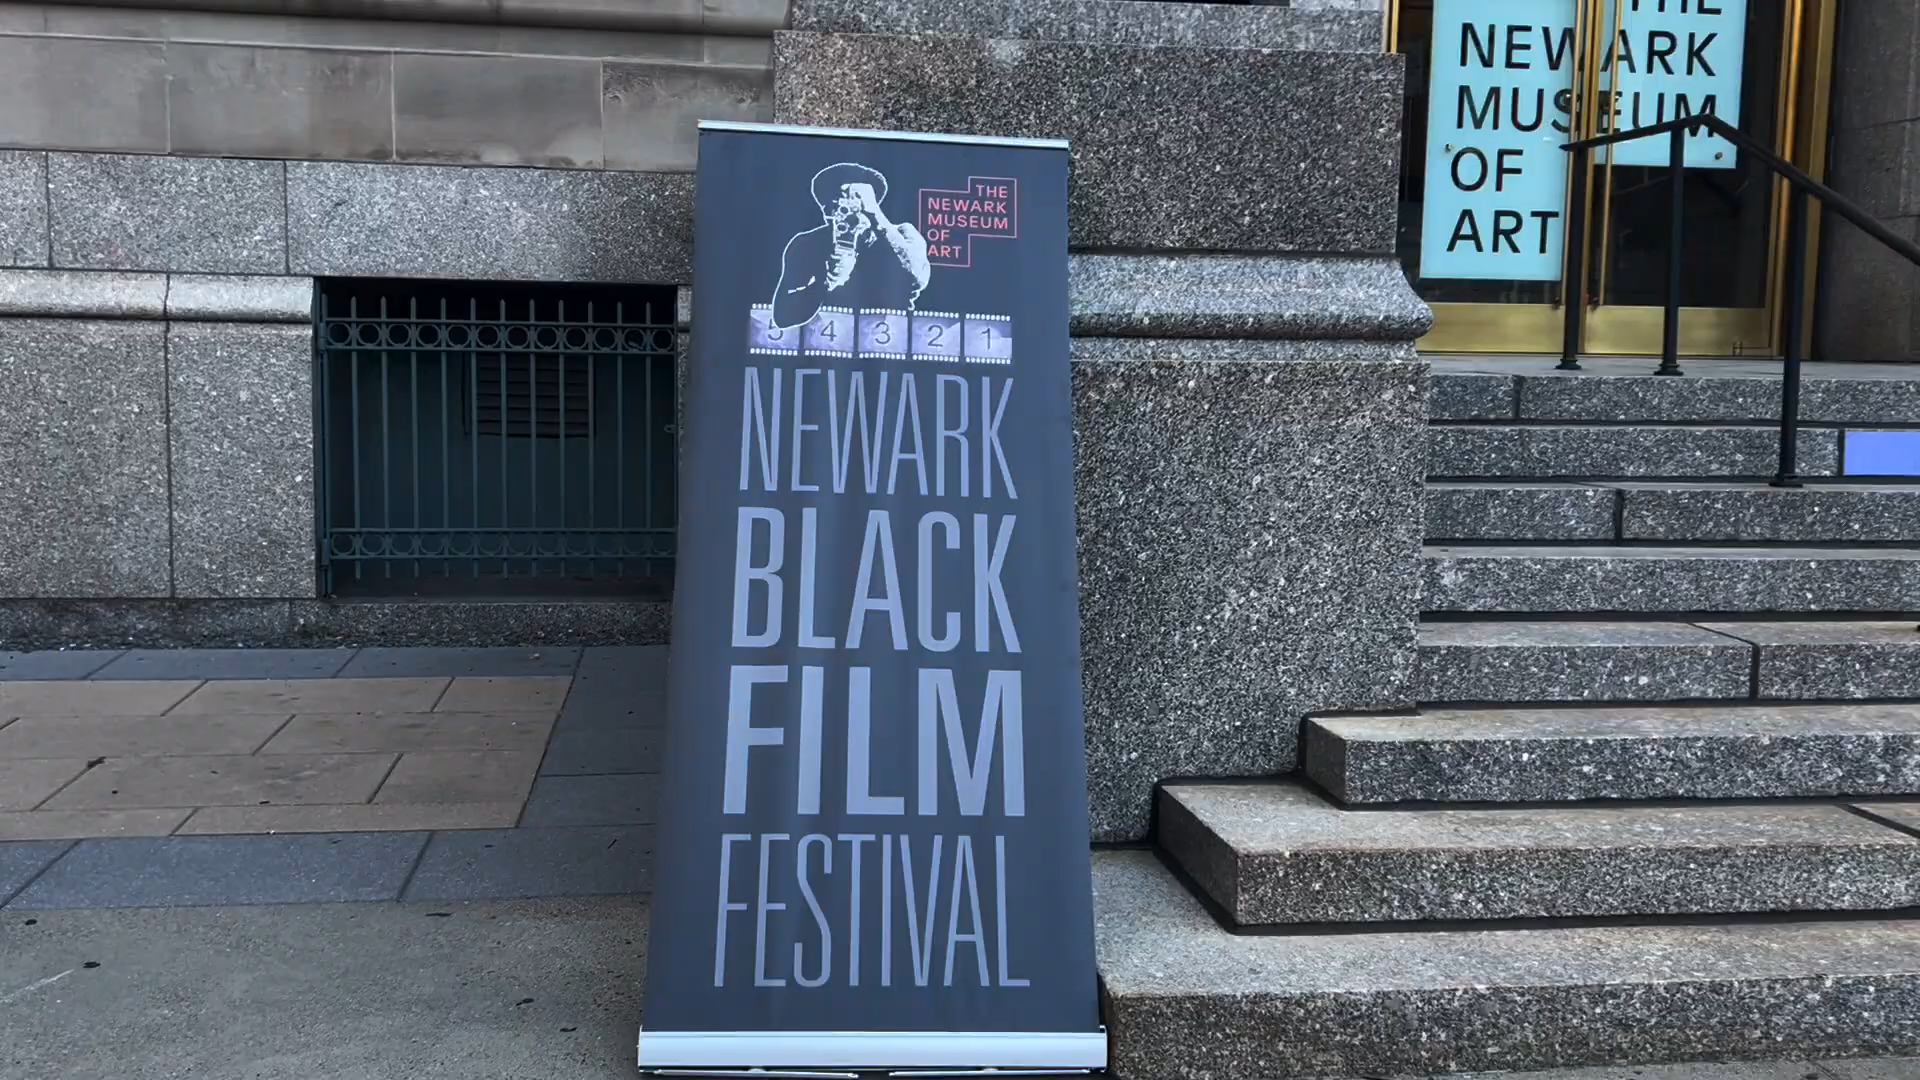 THE
NEWARK
MUSEUM
OF
ART
5 4 3 2 1
NEWARK
BLACK
FILM
FESTIVAL
THE
NEWARK
MUSEUM
OF
ART